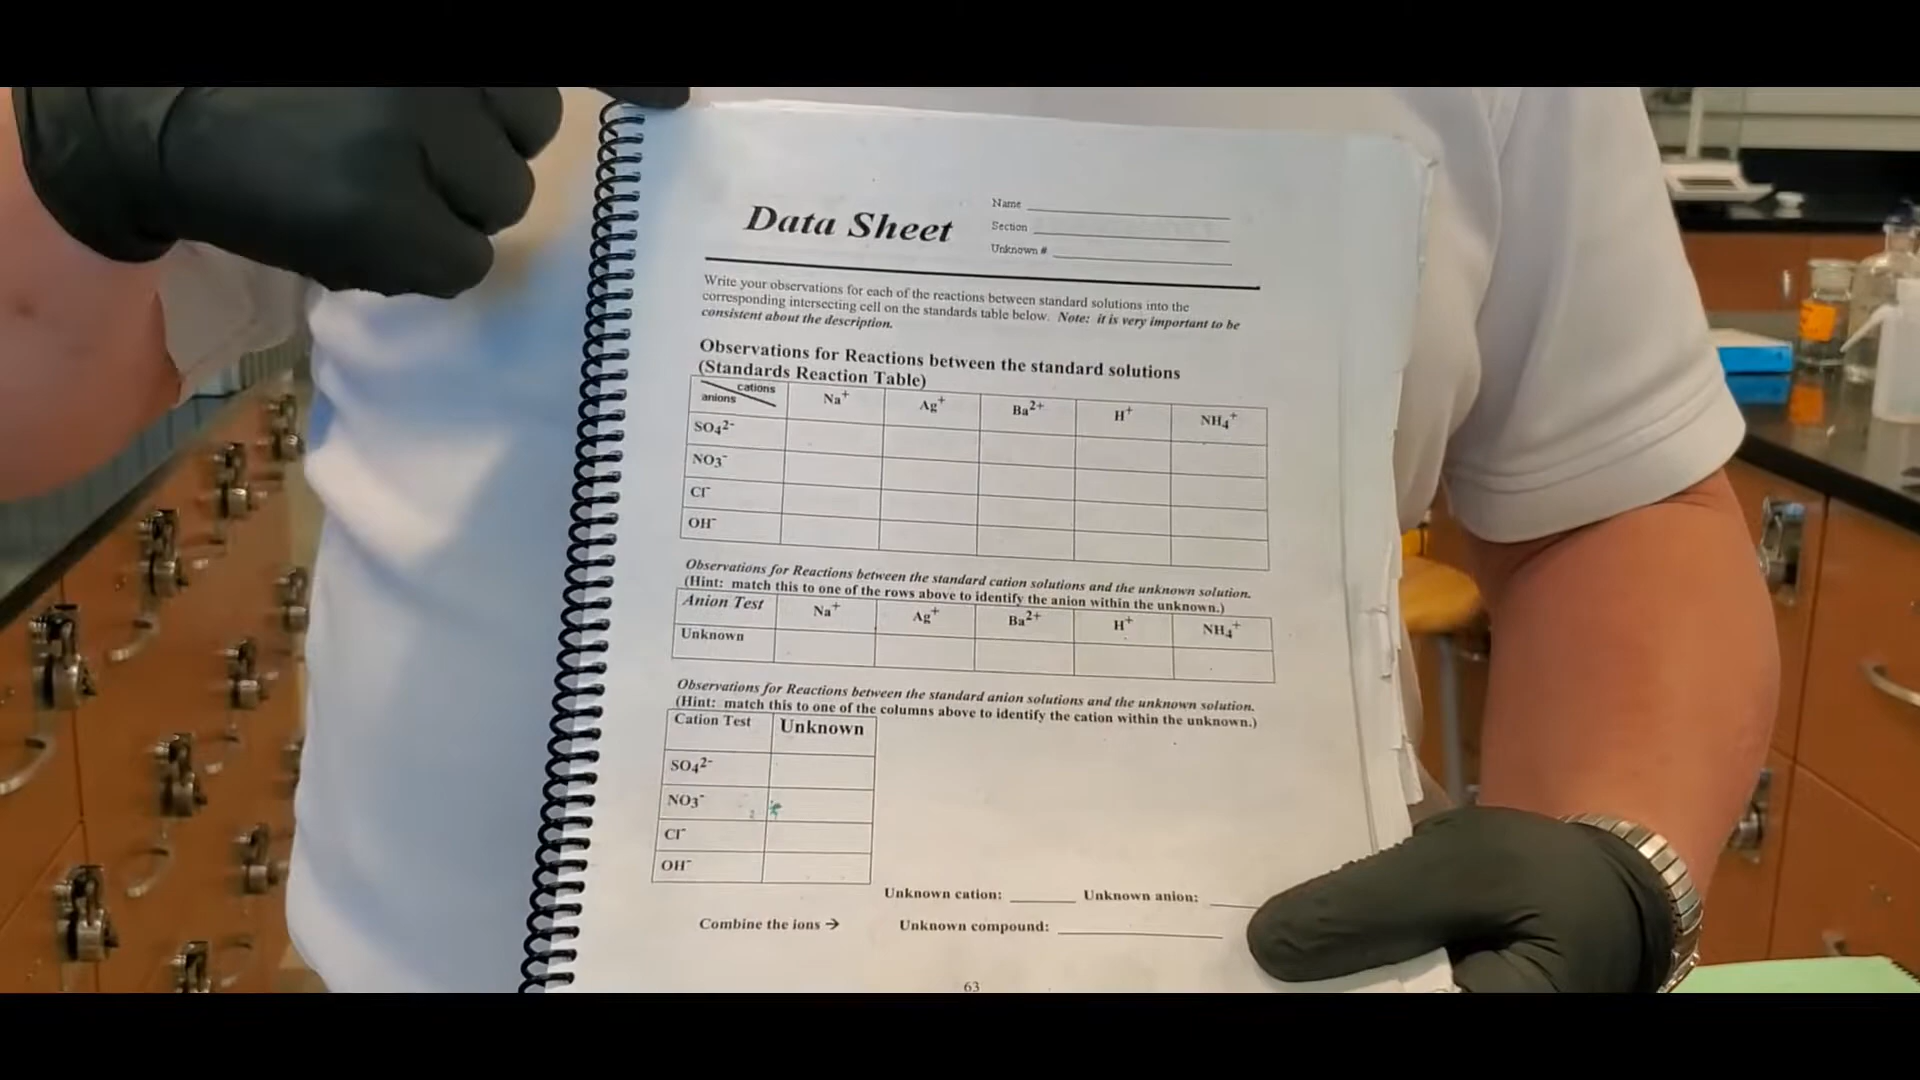 Data Sheet
Name
Section
Unknown #
Write your observations for each of the reactions between standard solutions into the
corresponding intersecting cell on the standards table below. Note: it is very important to be
consistent about the description.
Observations for Reactions between the standard solutions
(Standards Reaction Table)
cations
anions
Na⁺ Ag⁺ Ba²⁺ H⁺ NH₄⁺
SO₄²⁻
NO₃⁻
Cl⁻
OH⁻
Observations for Reactions between the standard cation solutions and the unknown solution.
(Hint: match this to one of the rows above to identify the anion within the unknown.)
Anion Test Na⁺ Ag⁺ Ba²⁺ H⁺ NH₄⁺
Unknown
Observations for Reactions between the standard anion solutions and the unknown solution.
(Hint: match this to one of the columns above to identify the cation within the unknown.)
Cation Test Unknown
SO₄²⁻
NO₃⁻
Cl⁻
OH⁻
Unknown cation: Unknown anion:
Combine the ions → Unknown compound:
63